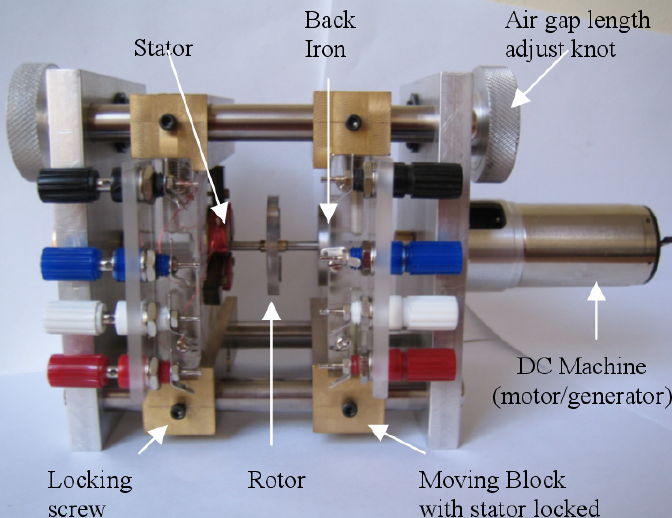 Stator
Back
Iron
Air gap length
adjust knot
DC Machine
(motor/generator)
Locking
screw
Rotor
Moving Block
with stator locked